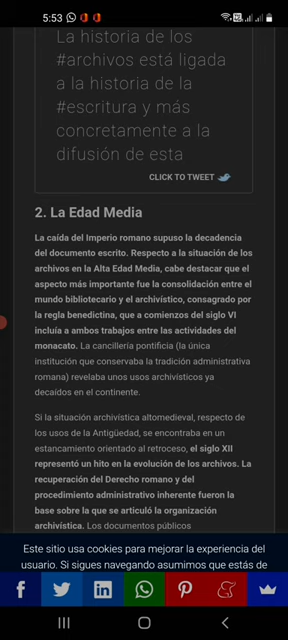 5:53
La historia de los
#archivos está ligada
a la historia de la
#escritura y más
concretamente a la
difusión de esta
CLICK TO TWEET
2. La Edad Media
La caída del Imperio romano supuso la decadencia
del documento escrito. Respecto a la situación de los
archivos en la Alta Edad Media, cabe destacar que el
aspecto más importante fue la consolidación entre el
mundo bibliotecario y el archivístico, consagrado por
la regla benedictina, que a comienzos del siglo VI
incluía a ambos trabajos entre las actividades del
monacato. La cancillería pontificia (la única
institución que conservaba la tradición administrativa
romana) revelaba unos usos archivísticos ya
decaídos en el continente.
Si la situación archivística altomedieval, respecto de
los usos de la Antigüedad, se encontraba en un
estancamiento orientado al retroceso, el siglo XII
representó un hito en la evolución de los archivos. La
recuperación del Derecho romano y del
procedimiento administrativo inherente fueron la
base sobre la que se articuló la organización
archivística. Los documentos públicos
Este sitio usa cookies para mejorar la experiencia del
usuario. Si sigues navegando asumimos que estás de